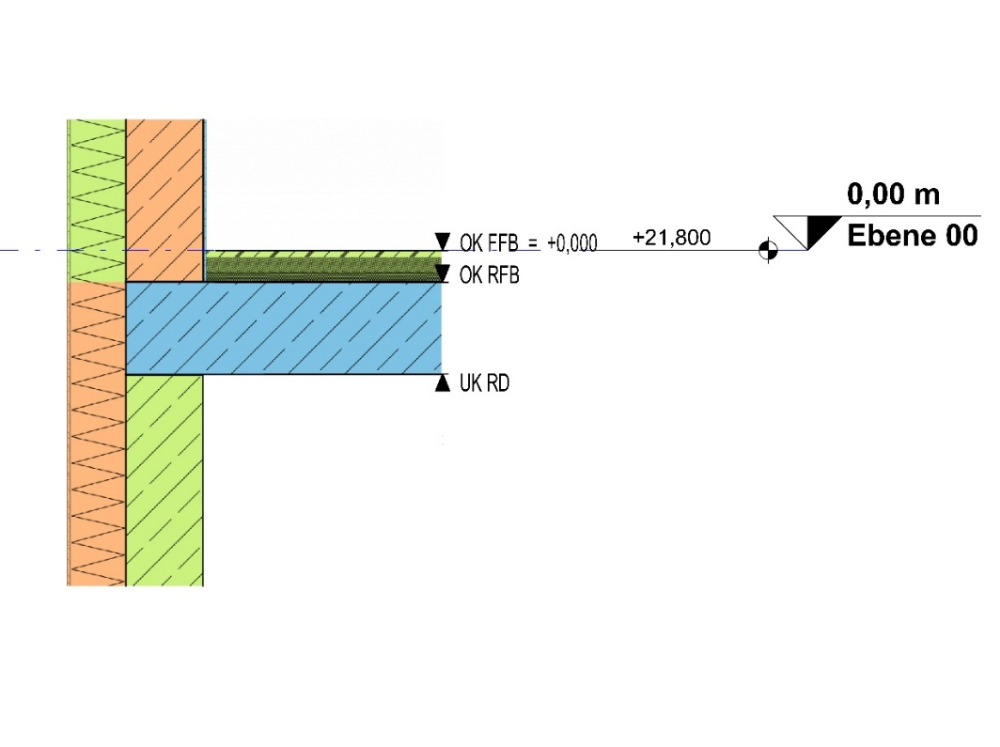 0,00 m
Ebene 00
OK FFB = +0,000
+21,800
OK RFB
UK RD